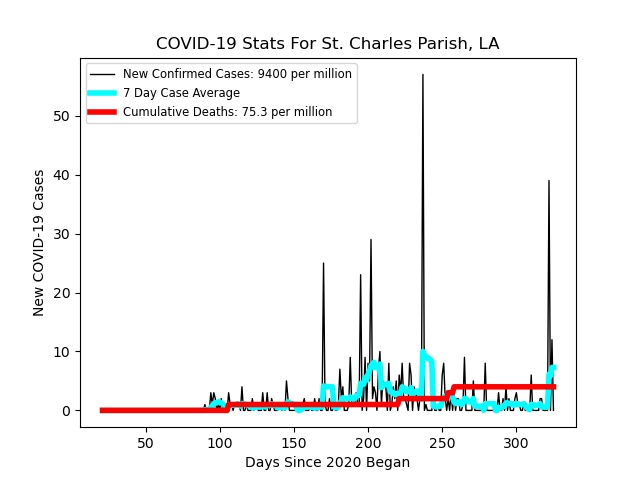 COVID-19 Stats For St. Charles Parish, LA
New Confirmed Cases: 9400 per million
7 Day Case Average
Cumulative Deaths: 75.3 per million
New COVID-19 Cases
50
40
30
20
10
0
50 100 150 200 250 300
Days Since 2020 Began